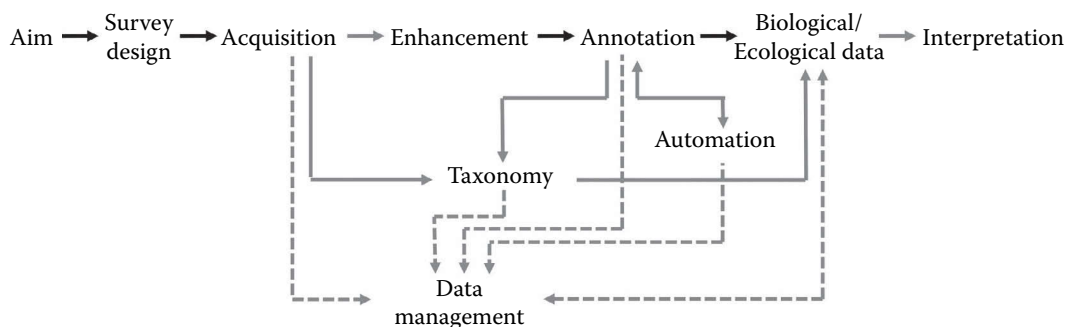 Aim
Survey
design
Acquisition
Enhancement
Annotation
Biological/
Ecological data
Interpretation
Automation
Taxonomy
Data
management